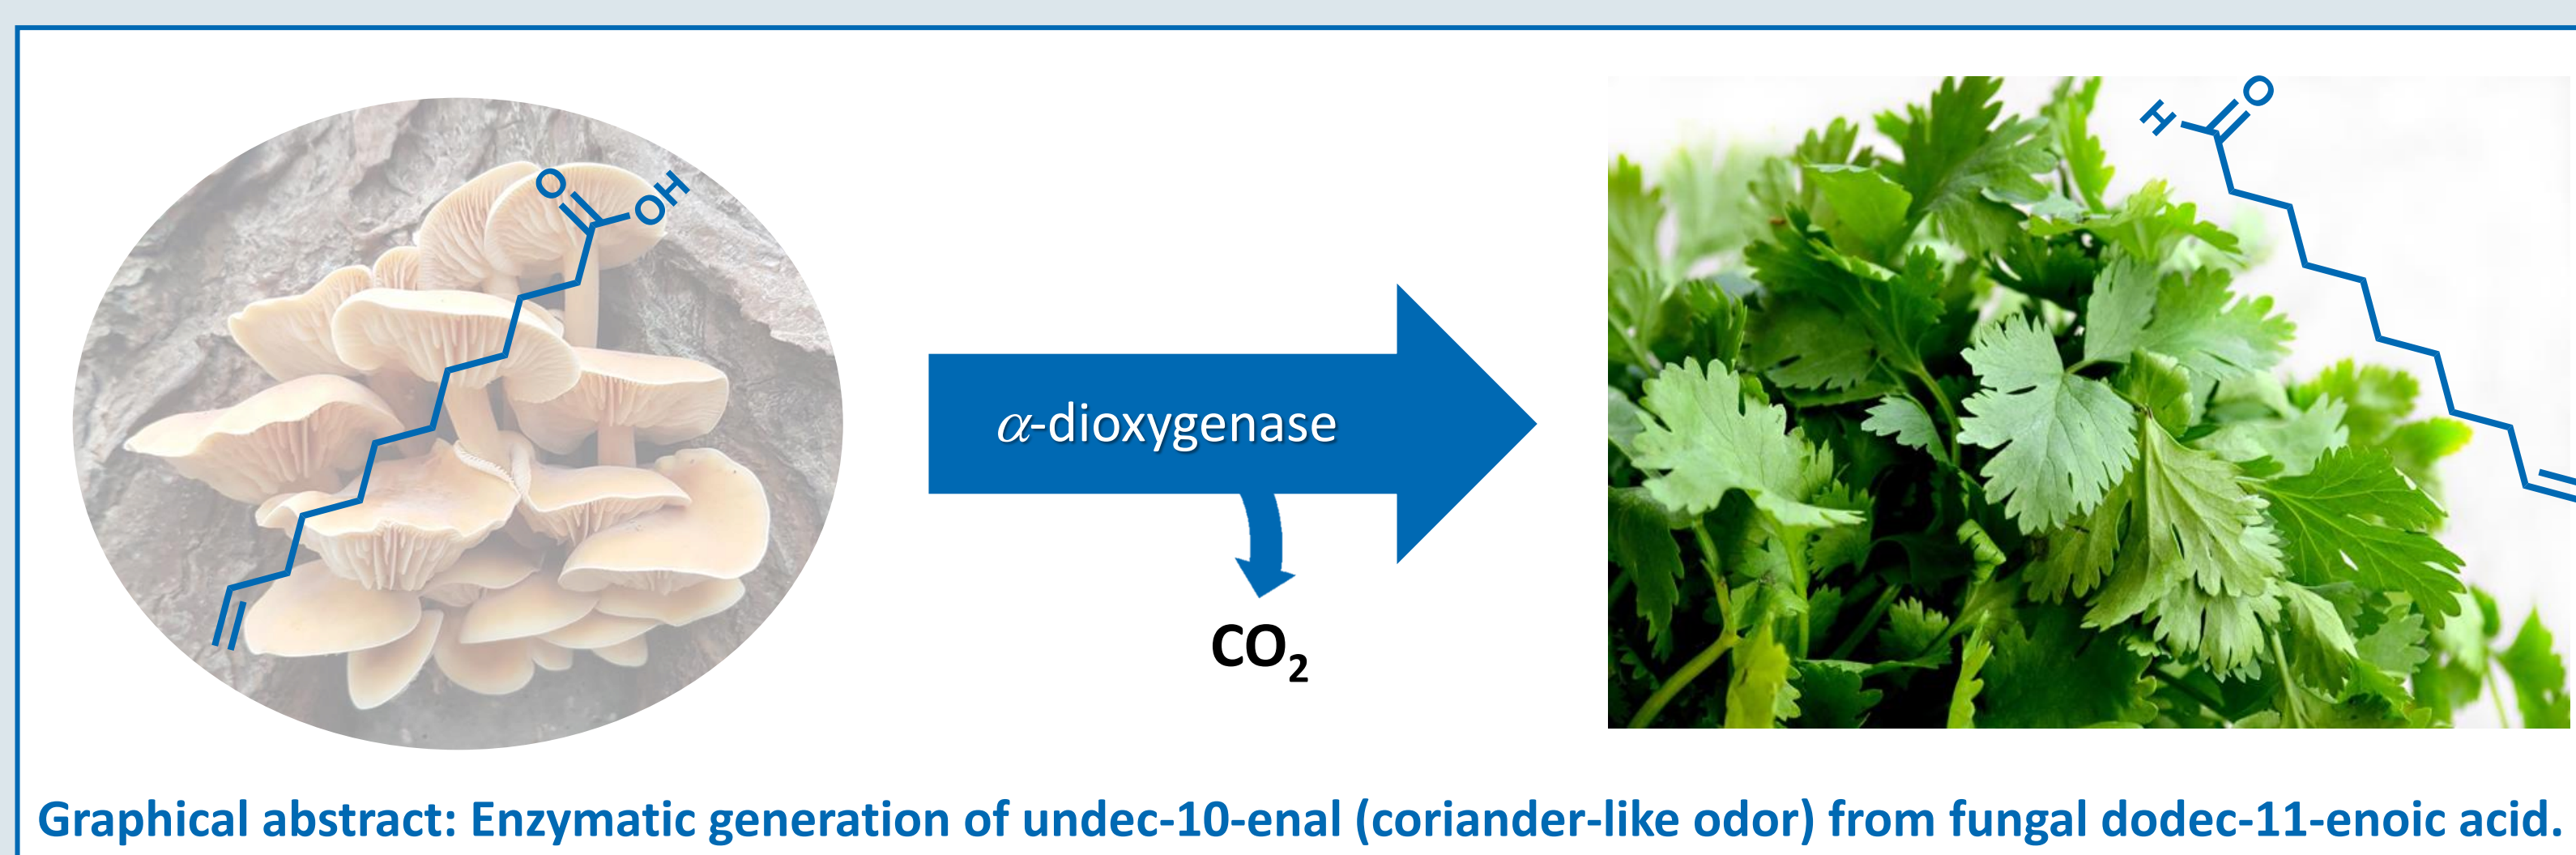 O
OH
H
O
α-dioxygenase
CO₂
Graphical abstract: Enzymatic generation of undec-10-enal (coriander-like odor) from fungal dodec-11-enoic acid.